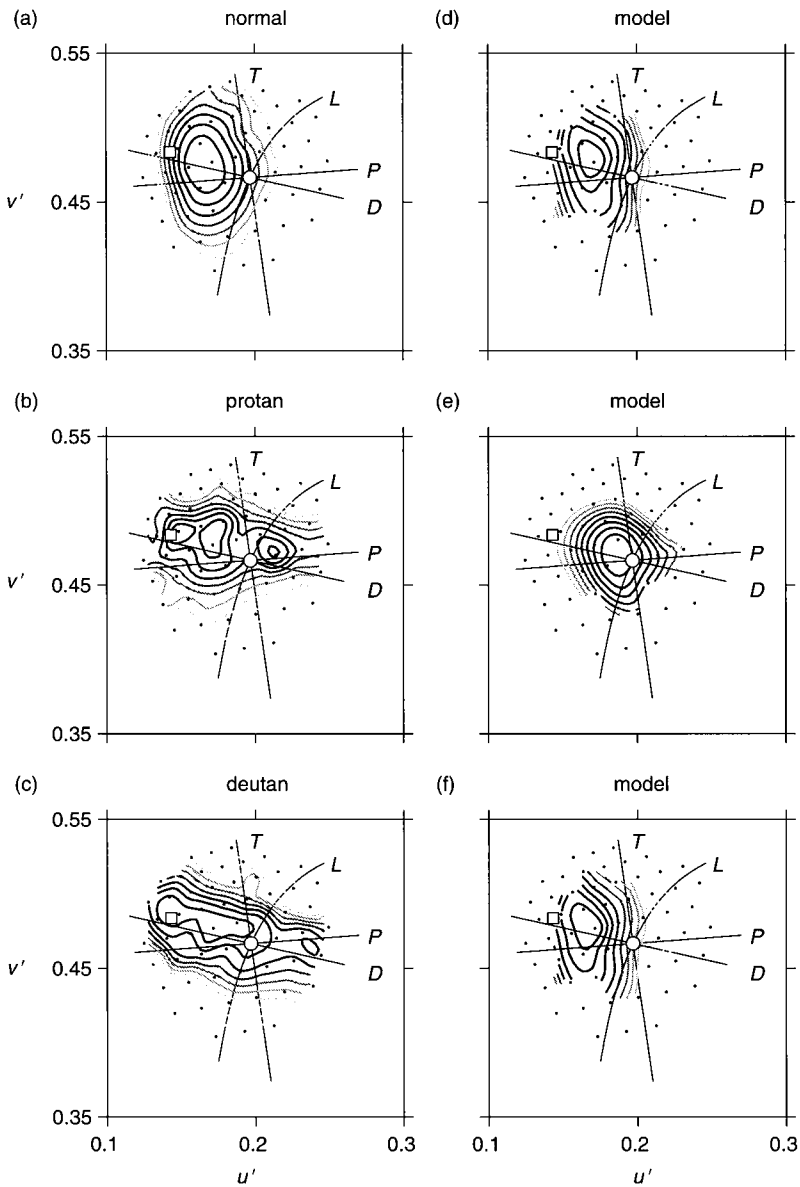 (a) normal
0.55
T
L
P
D
v'
0.45
0.35
(d) model
T
L
P
D
(b) protan
0.55
T
L
P
D
v'
0.45
0.35
(e) model
T
L
P
D
(c) deutan
0.55
T
L
P
D
v'
0.45
0.35
0.1 0.2 0.3
u'
(f) model
T
L
P
D
0.1 0.2 0.3
u'